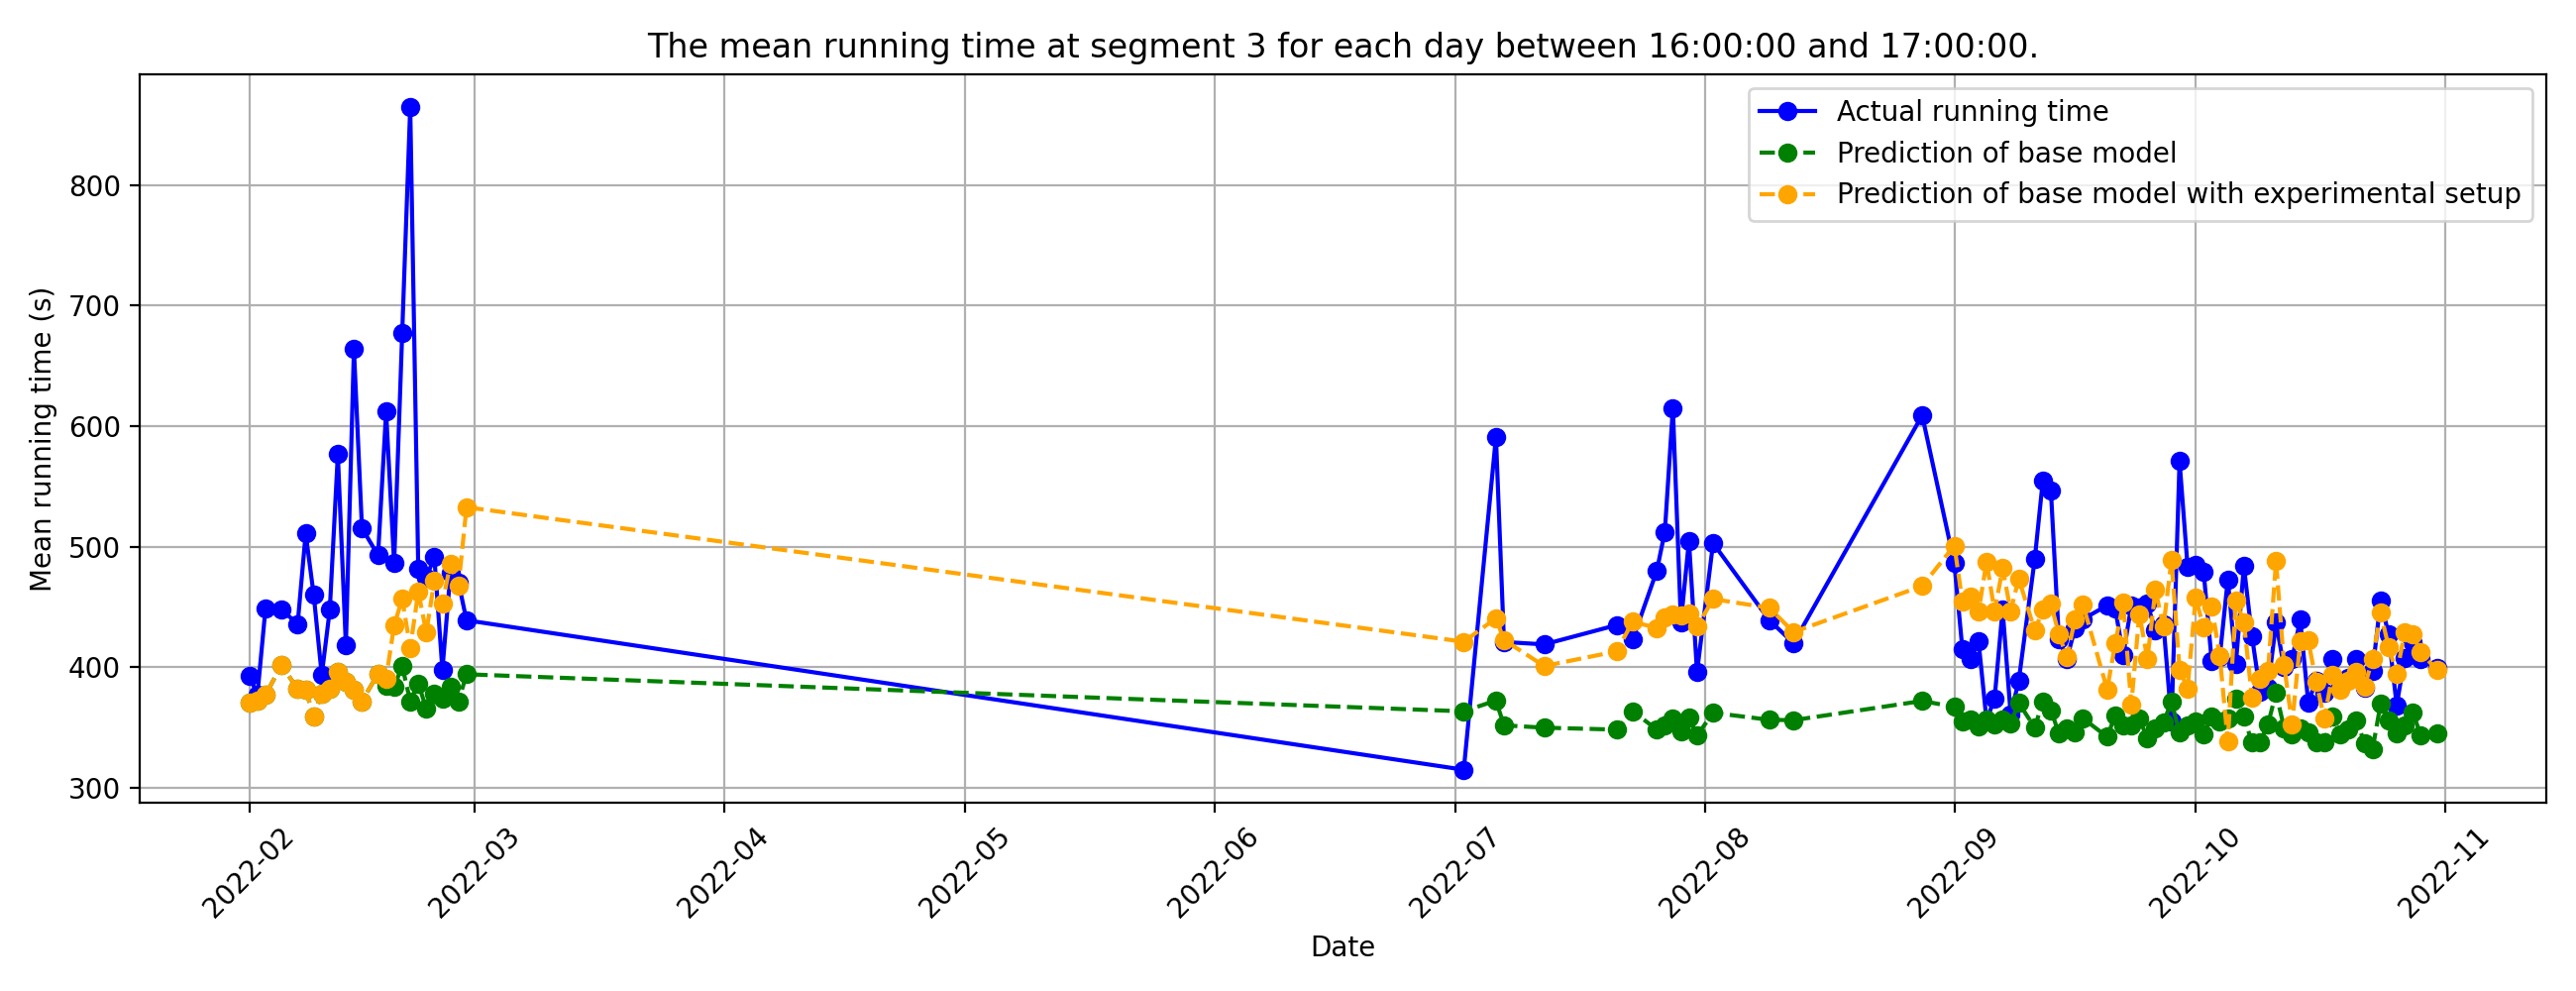 The mean running time at segment 3 for each day between 16:00:00 and 17:00:00.
Actual running time
Prediction of base model
Prediction of base model with experimental setup
Mean running time (s)
800
700
600
500
400
300
2022-02
2022-03
2022-04
2022-05
2022-06
2022-07
2022-08
2022-09
2022-10
2022-11
Date